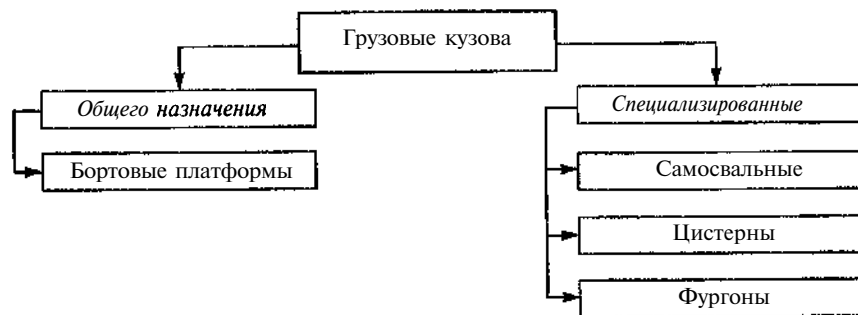 Грузовые кузова
Общего назначения
Бортовые платформы
Специализированные
Самосвальные
Цистерны
Фургоны